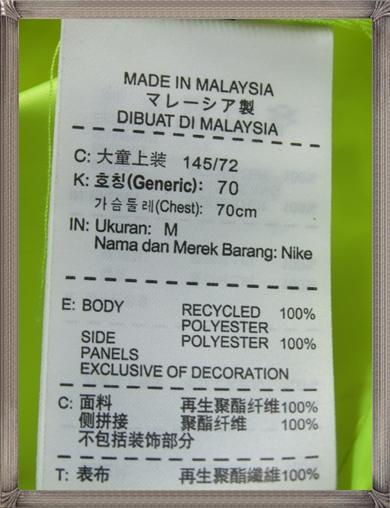 MADE IN MALAYSIA
マレーシア製
DIBUAT DI MALAYSIA
C: 大童上装 145/72
K: 호칭(Generic): 70
가슴둘레(Chest): 70cm
IN: Ukuran: M
Nama dan Merek Barang: Nike
E: BODY RECYCLED 100%
POLYESTER
SIDE POLYESTER 100%
PANELS
EXCLUSIVE OF DECORATION
C: 面料 再生聚酯纤维100%
侧拼接 聚酯纤维 100%
不包括装饰部分
T: 表布 再生聚酯纖維100%